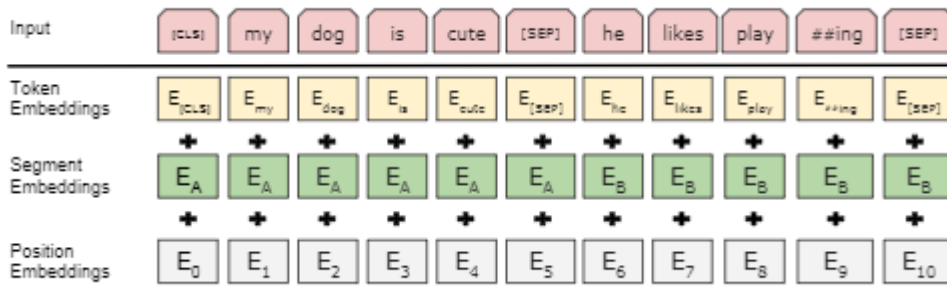 Input [CLS] my dog is cute [SEP] he likes play ##ing [SEP]
Token Embeddings E[CLS] Emy Edog Eis Ecute E[SEP] Ehe Elikes Eplay E##ing E[SEP]
+ + + + + + + + + + +
Segment Embeddings EA EA EA EA EA EA EB EB EB EB EB
+ + + + + + + + + + +
Position Embeddings E0 E1 E2 E3 E4 E5 E6 E7 E8 E9 E10